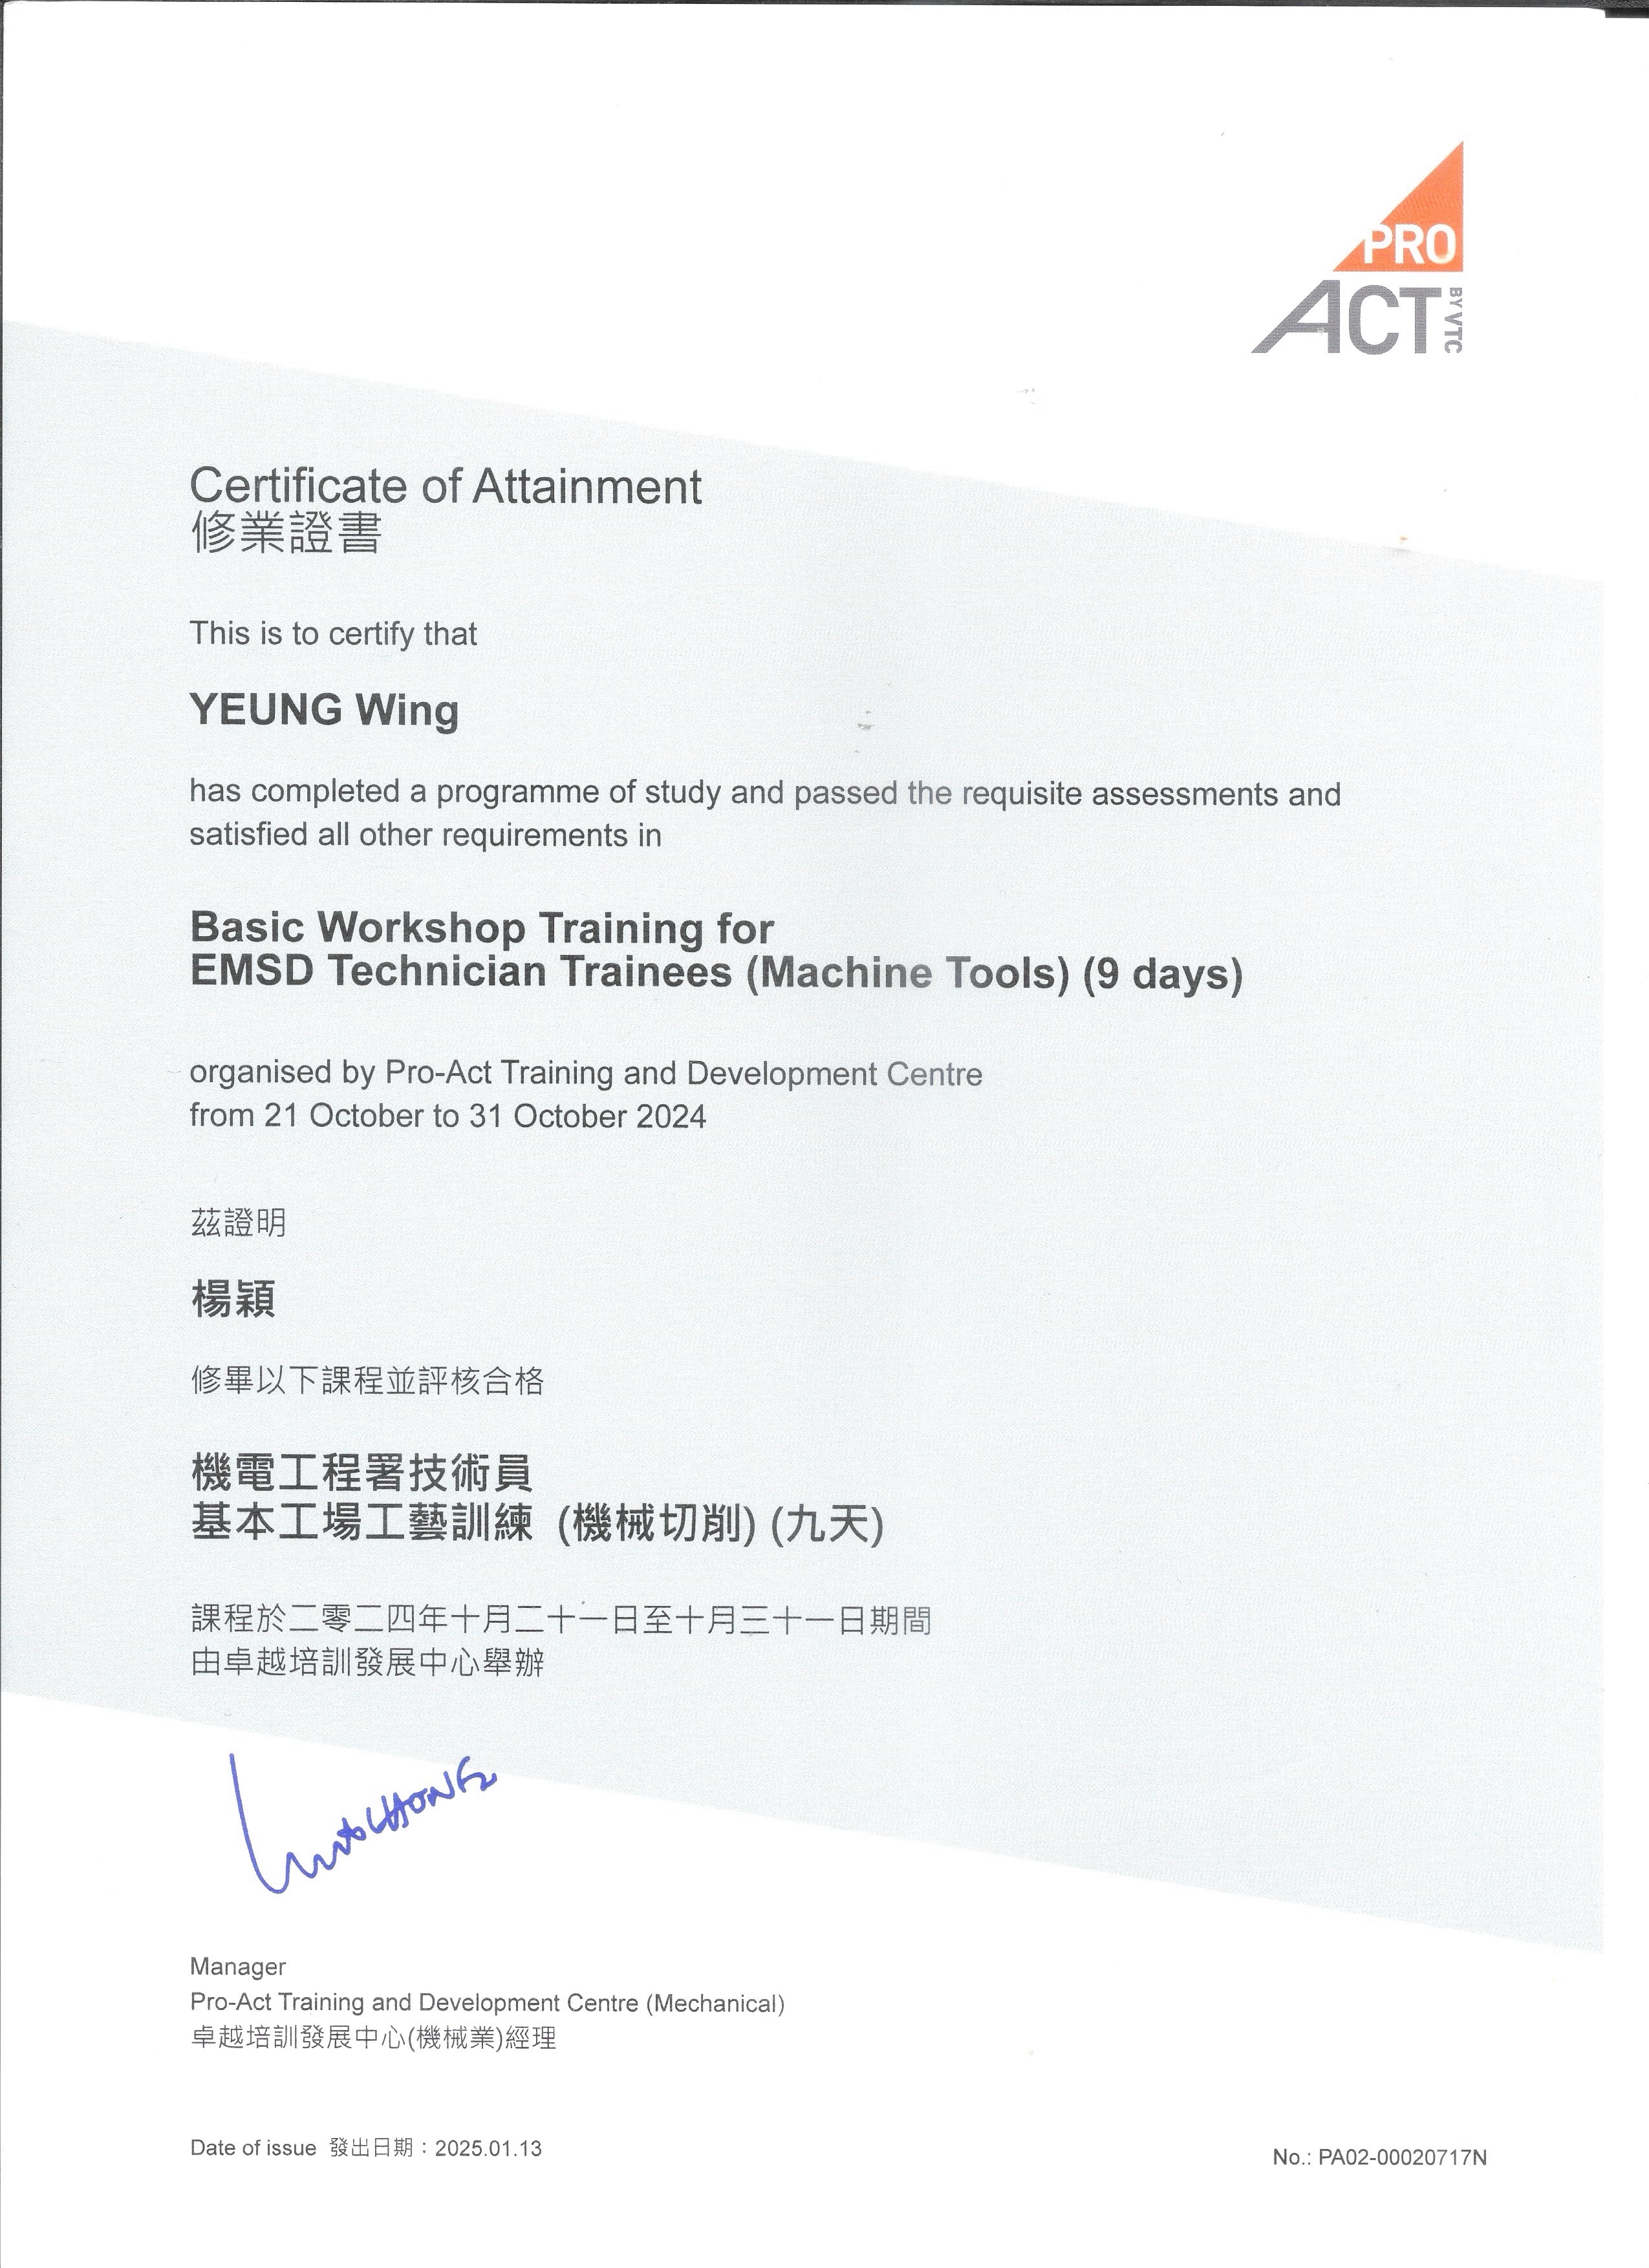 PRO
ACT
BY VTC
Certificate of Attainment
修業證書
This is to certify that
YEUNG Wing
has completed a programme of study and passed the requisite assessments and
satisfied all other requirements in
Basic Workshop Training for
EMSD Technician Trainees (Machine Tools) (9 days)
organised by Pro-Act Training and Development Centre
from 21 October to 31 October 2024
茲證明
楊穎
修畢以下課程並評核合格
機電工程署技術員
基本工場工藝訓練 (機械切削) (九天)
課程於二零二四年十月二十一日至十月三十一日期間
由卓越培訓發展中心舉辦
Manager
Pro-Act Training and Development Centre (Mechanical)
卓越培訓發展中心(機械業)經理
Date of issue 發出日期：2025.01.13
No.: PA02-00020717N